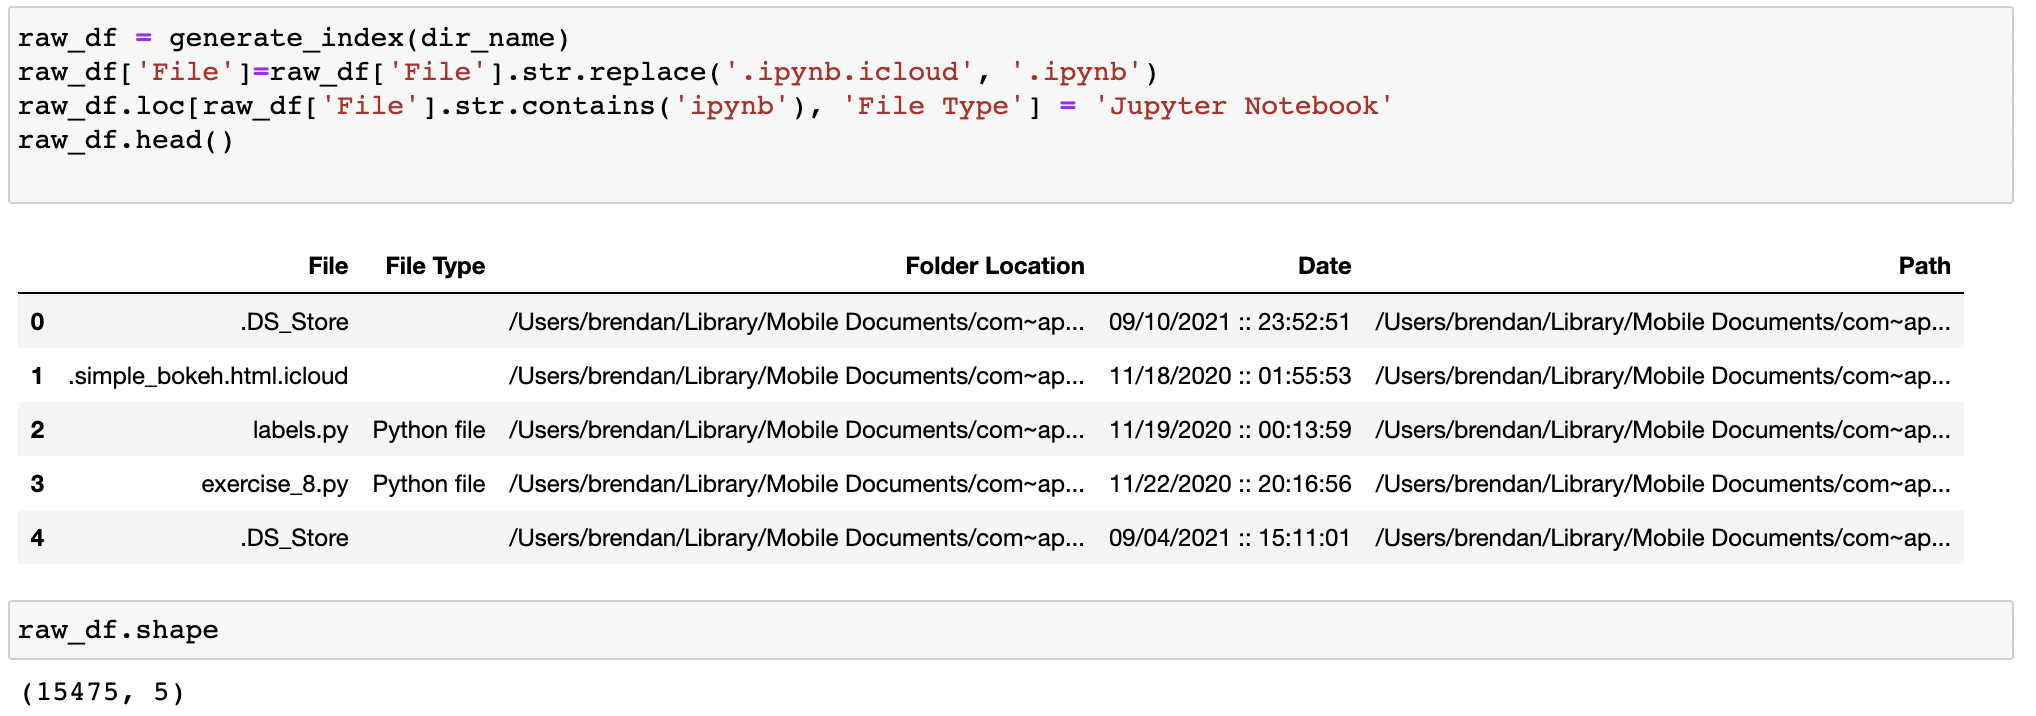 raw_df = generate_index(dir_name)
raw_df['File']=raw_df['File'].str.replace('.ipynb.icloud', '.ipynb')
raw_df.loc[raw_df['File'].str.contains('ipynb'), 'File Type'] = 'Jupyter Notebook'
raw_df.head()
File File Type Folder Location Date Path
0 .DS_Store /Users/brendan/Library/Mobile Documents/com~ap... 09/10/2021 :: 23:52:51 /Users/brendan/Library/Mobile Documents/com~ap...
1 .simple_bokeh.html.icloud /Users/brendan/Library/Mobile Documents/com~ap... 11/18/2020 :: 01:55:53 /Users/brendan/Library/Mobile Documents/com~ap...
2 labels.py Python file /Users/brendan/Library/Mobile Documents/com~ap... 11/19/2020 :: 00:13:59 /Users/brendan/Library/Mobile Documents/com~ap...
3 exercise_8.py Python file /Users/brendan/Library/Mobile Documents/com~ap... 11/22/2020 :: 20:16:56 /Users/brendan/Library/Mobile Documents/com~ap...
4 .DS_Store /Users/brendan/Library/Mobile Documents/com~ap... 09/04/2021 :: 15:11:01 /Users/brendan/Library/Mobile Documents/com~ap...
raw_df.shape
(15475, 5)